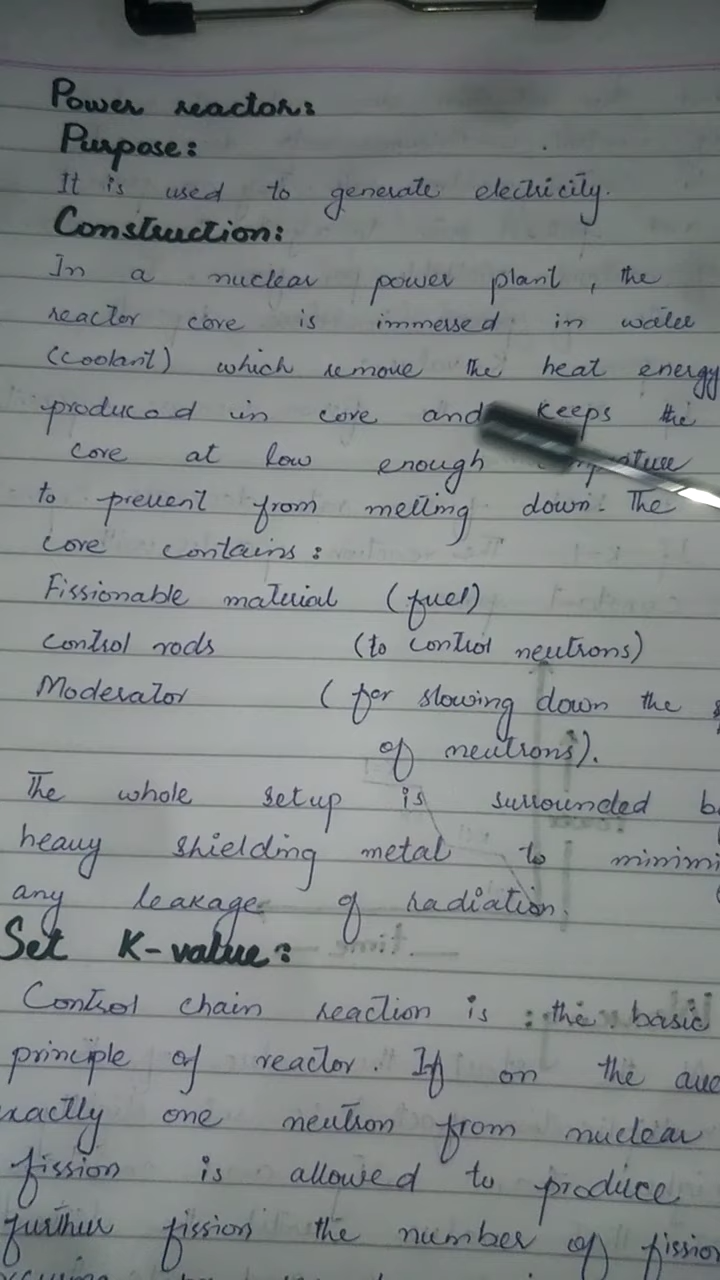 Power reactor:
Purpose:
It is used to generate electricity.
Construction:
In a nuclear power plant, the
reactor core is immersed in water
(coolant) which remove the heat energy
produced in core and keeps the
core at low enough
to prevent from melting down. The
core contains:
Fissionable material (fuel)
Control rods (to control neutrons)
Moderator (for slowing down the
of neutrons).
The whole setup is surrounded
heavy shielding metal to
any leakage of radiation.
Set K-value:
Control chain reaction is : the basic
principle of reactor. If on the
one neutron from nuclear
fission is allowed to produce
further fission the number of